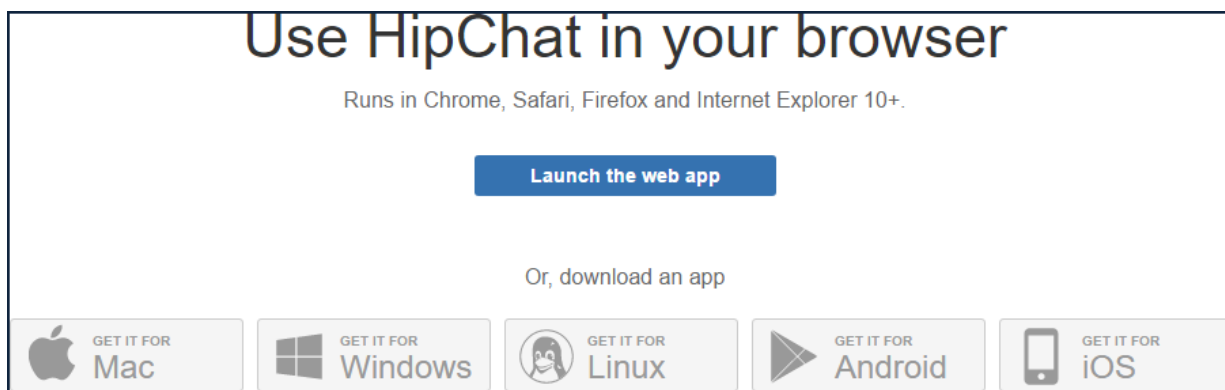 Use HipChat in your browser
Runs in Chrome, Safari, Firefox and Internet Explorer 10+.
Launch the web app
Or, download an app
GET IT FOR
Mac
GET IT FOR
Windows
GET IT FOR
Linux
GET IT FOR
Android
GET IT FOR
iOS